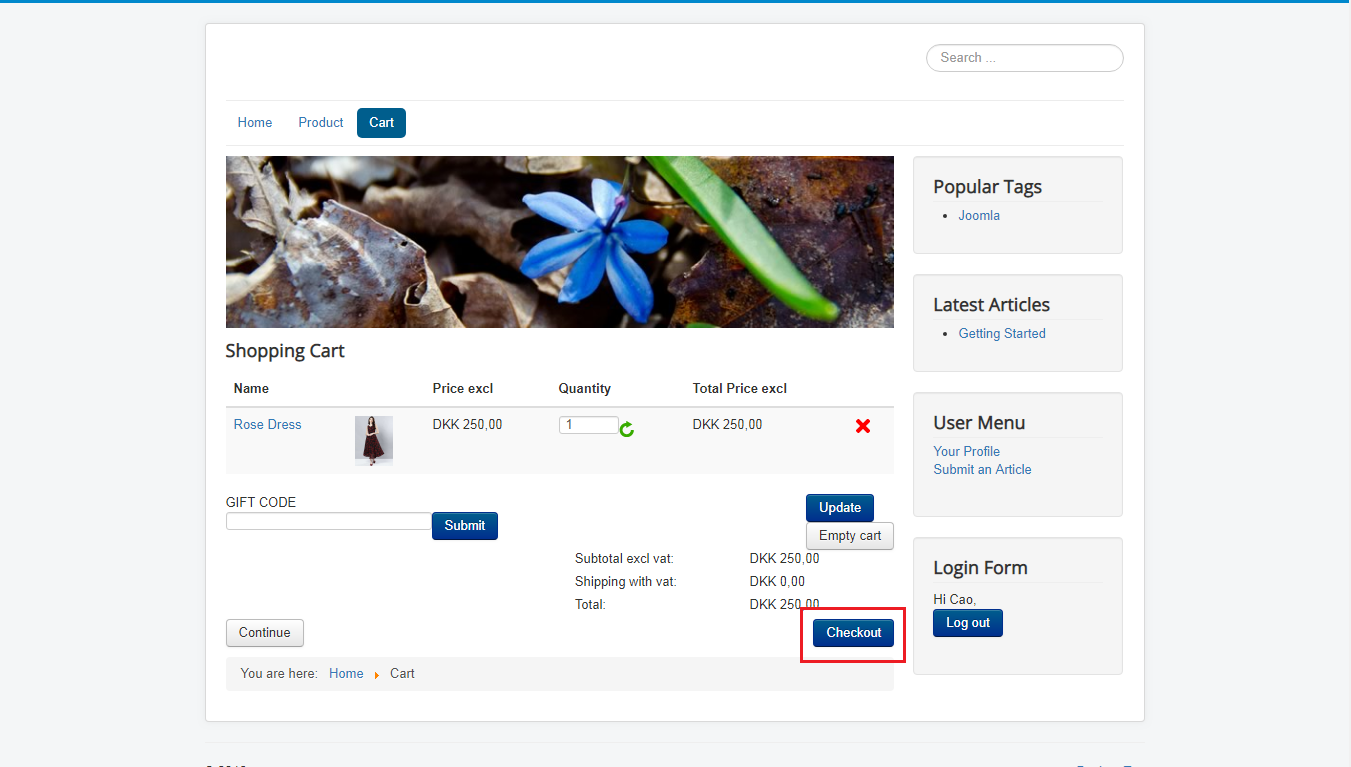 Search ...
Home Product Cart
Shopping Cart
Name Price excl Quantity Total Price excl
Rose Dress DKK 250,00 1 DKK 250,00
GIFT CODE
Submit
Update
Empty cart
Subtotal excl vat: DKK 250,00
Shipping with vat: DKK 0,00
Total: DKK 250,00
Continue Checkout
You are here: Home Cart
Popular Tags
Joomla
Latest Articles
Getting Started
User Menu
Your Profile
Submit an Article
Login Form
Hi Cao,
Log out